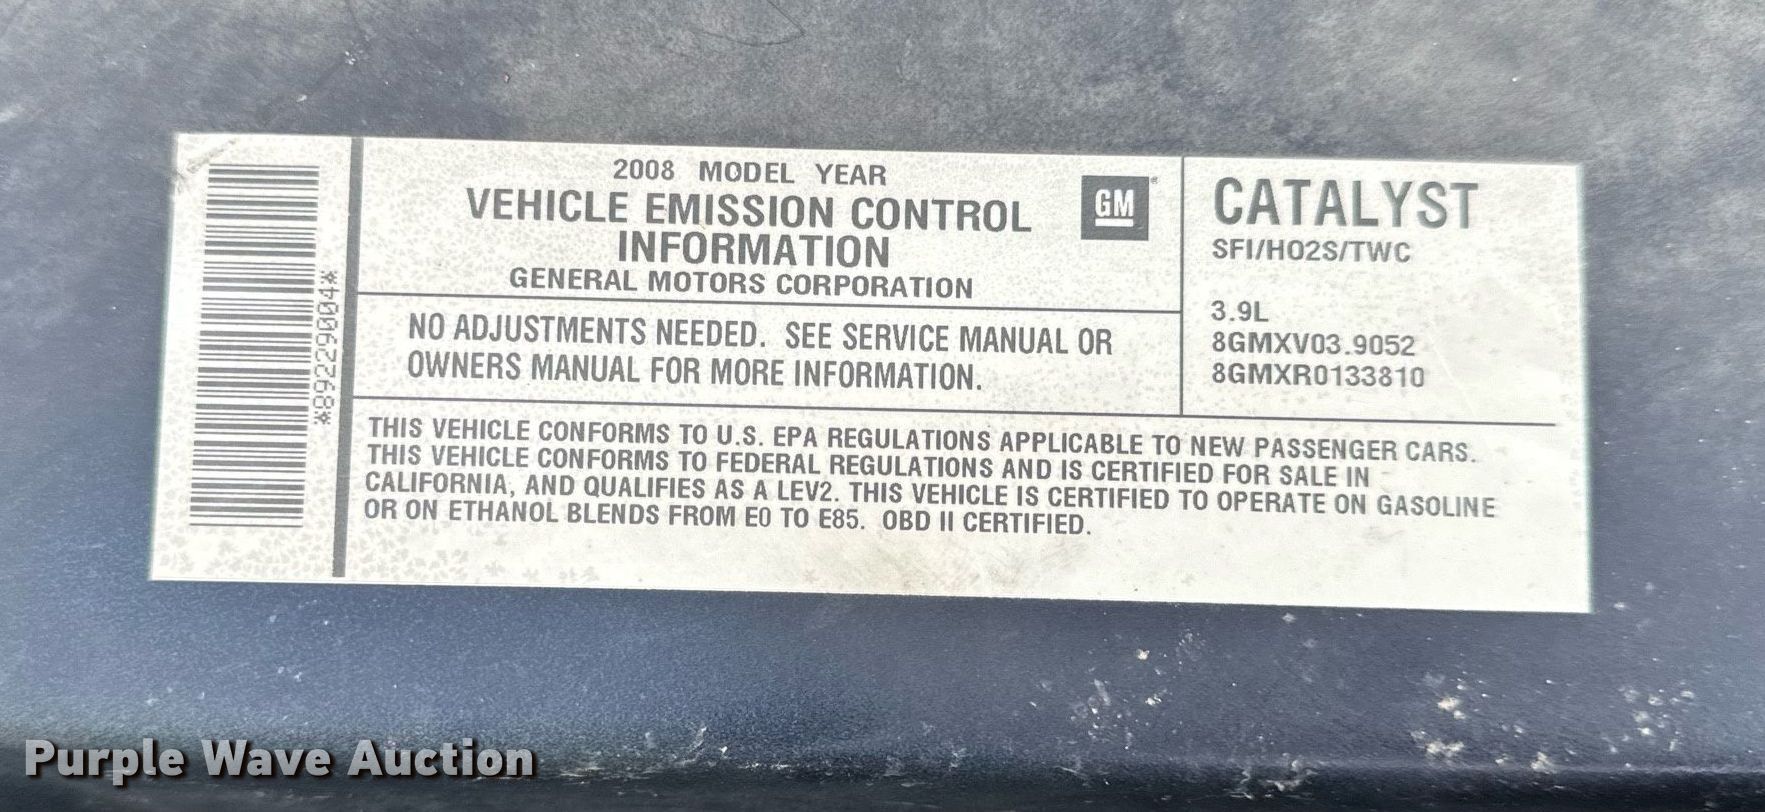 *89229004*
2008 MODEL YEAR
VEHICLE EMISSION CONTROL
INFORMATION
GENERAL MOTORS CORPORATION
GM
NO ADJUSTMENTS NEEDED. SEE SERVICE MANUAL OR
OWNERS MANUAL FOR MORE INFORMATION.
CATALYST
SFI/HO2S/TWC
3.9L
8GMXV03.9052
8GMXR0133810
THIS VEHICLE CONFORMS TO U.S. EPA REGULATIONS APPLICABLE TO NEW PASSENGER CARS.
THIS VEHICLE CONFORMS TO FEDERAL REGULATIONS AND IS CERTIFIED FOR SALE IN
CALIFORNIA, AND QUALIFIES AS A LEV2. THIS VEHICLE IS CERTIFIED TO OPERATE ON GASOLINE
OR ON ETHANOL BLENDS FROM E0 TO E85. OBD II CERTIFIED.
Purple Wave Auction